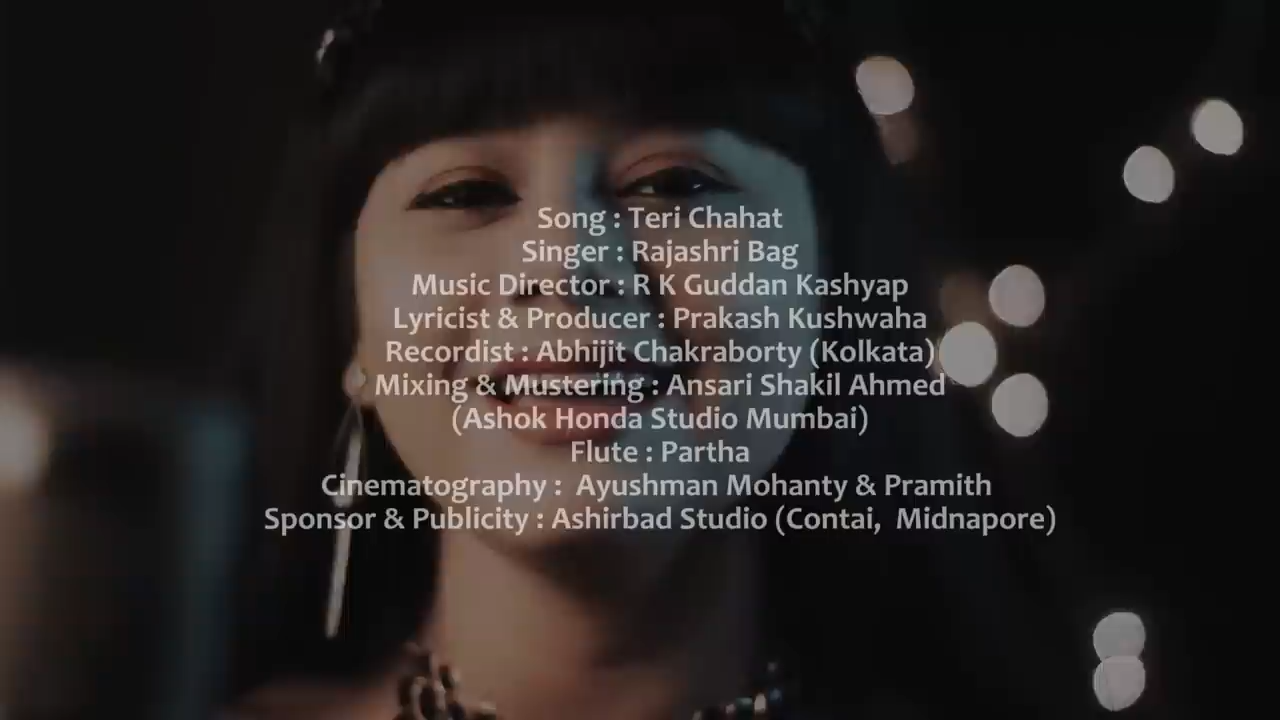 Song : Teri Chahat
Singer : Rajashri Bag
Music Director : R K Guddan Kashyap
Lyricist & Producer : Prakash Kushwaha
Recordist : Abhijit Chakraborty (Kolkata)
Mixing & Mustering : Ansari Shakil Ahmed
(Ashok Honda Studio Mumbai)
Flute : Partha
Cinematography :  Ayushman Mohanty & Pramith
Sponsor & Publicity : Ashirbad Studio (Contai,  Midnapore)